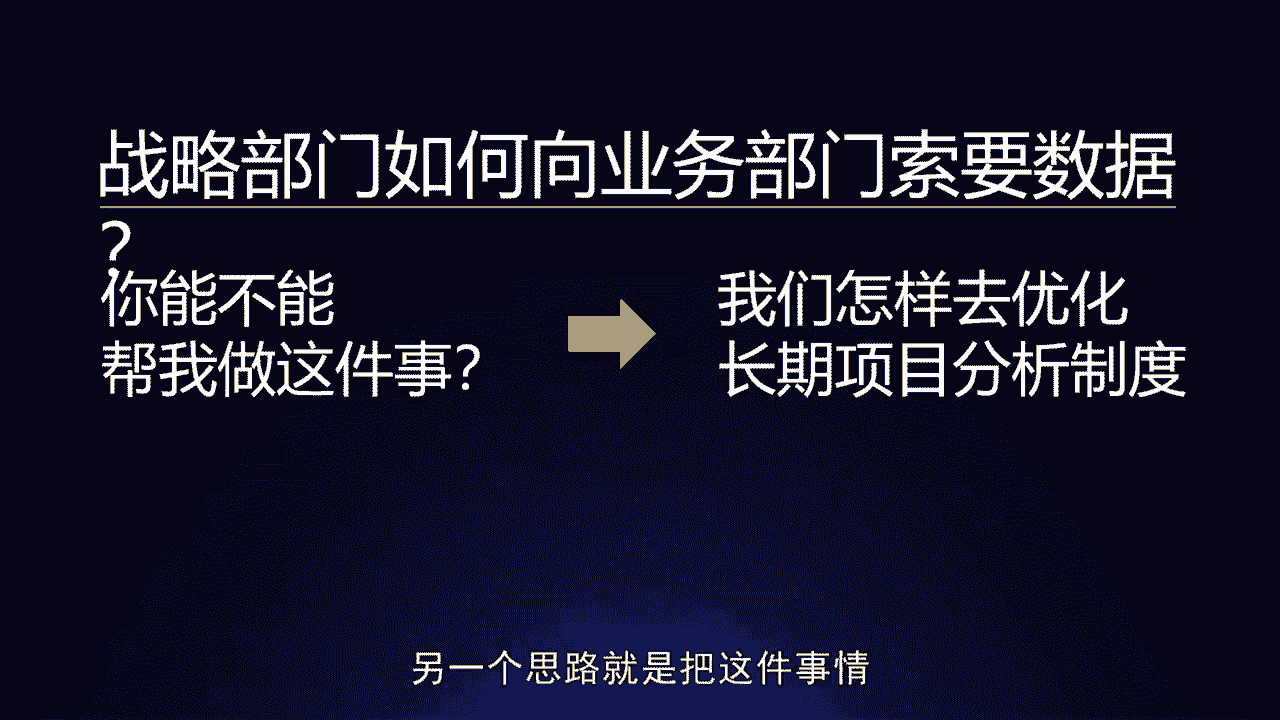 战略部门如何向业务部门索要数据
？
你能不能
帮我做这件事？
我们怎样去优化
长期项目分析制度
另一个思路就是把这件事情